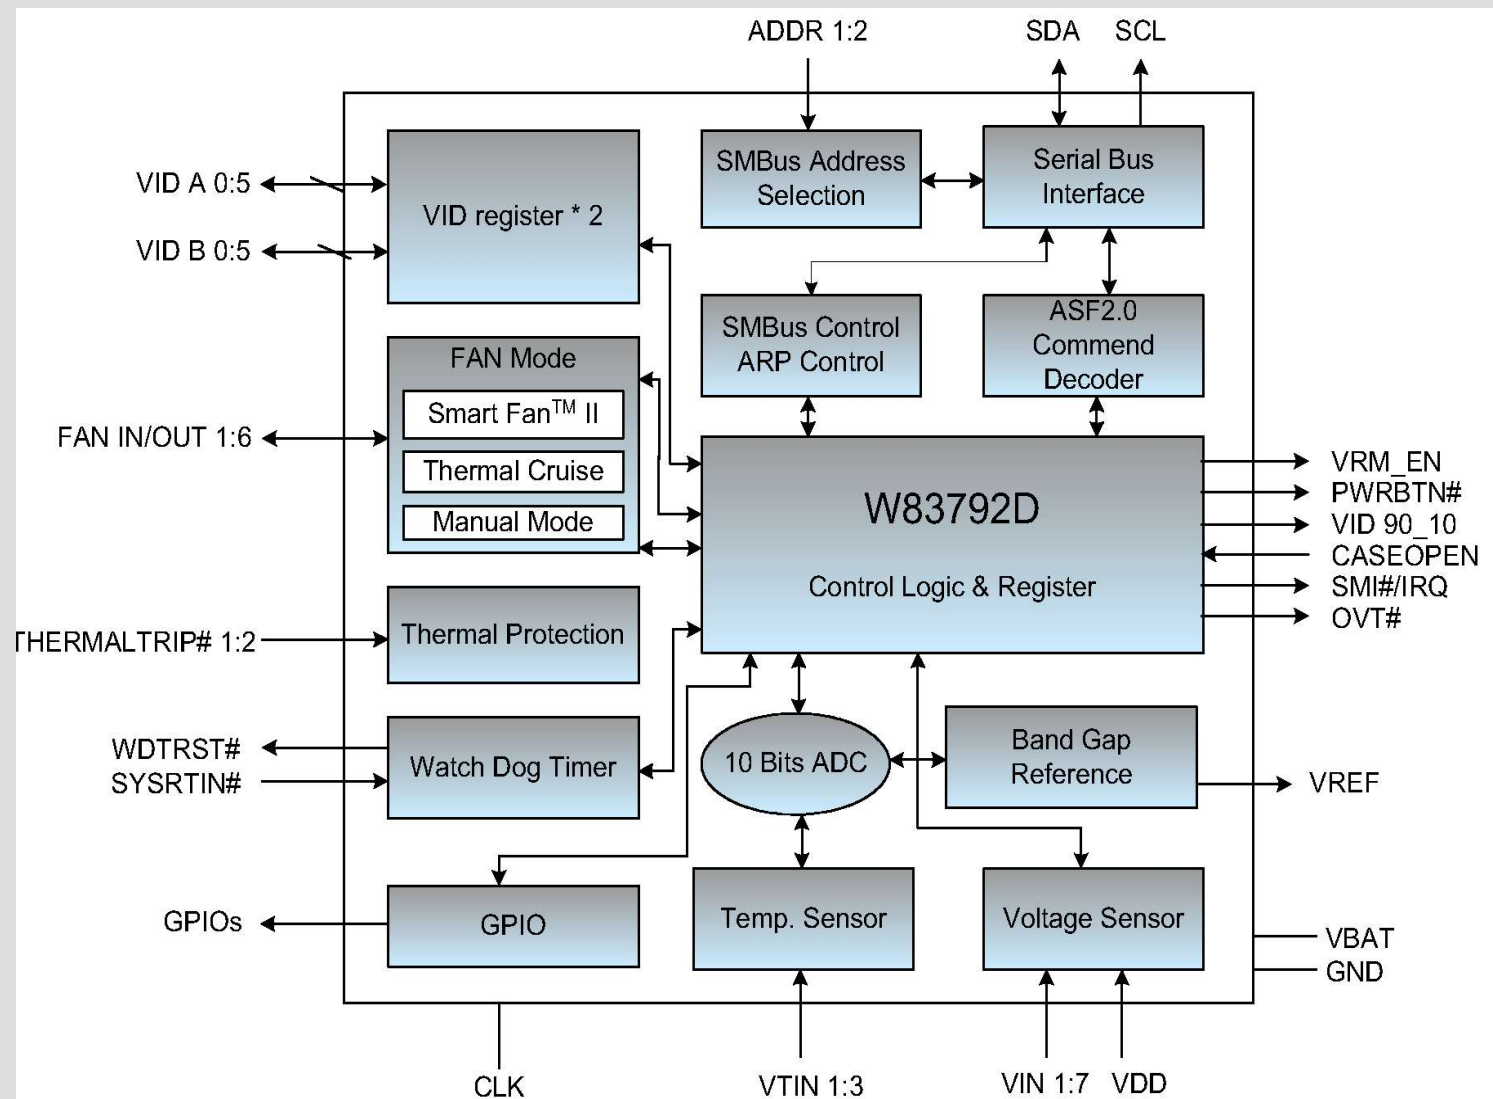 ADDR 1:2
SDA
SCL
VID A 0:5
VID B 0:5
VID register * 2
SMBus Address
Selection
Serial Bus
Interface
FAN Mode
Smart Fan™ II
Thermal Cruise
Manual Mode
FAN IN/OUT 1:6
SMBus Control
ARP Control
ASF2.0
Commend
Decoder
W83792D
Control Logic & Register
VRM_EN
PWRBTN#
VID 90_10
CASEOPEN
SMI#/IRQ
OVT#
THERMALTRIP# 1:2
Thermal Protection
WDTRST#
SYSRTIN#
Watch Dog Timer
10 Bits ADC
Band Gap
Reference
VREF
GPIOs
GPIO
Temp. Sensor
Voltage Sensor
VBAT
GND
CLK
VTIN 1:3
VIN 1:7
VDD